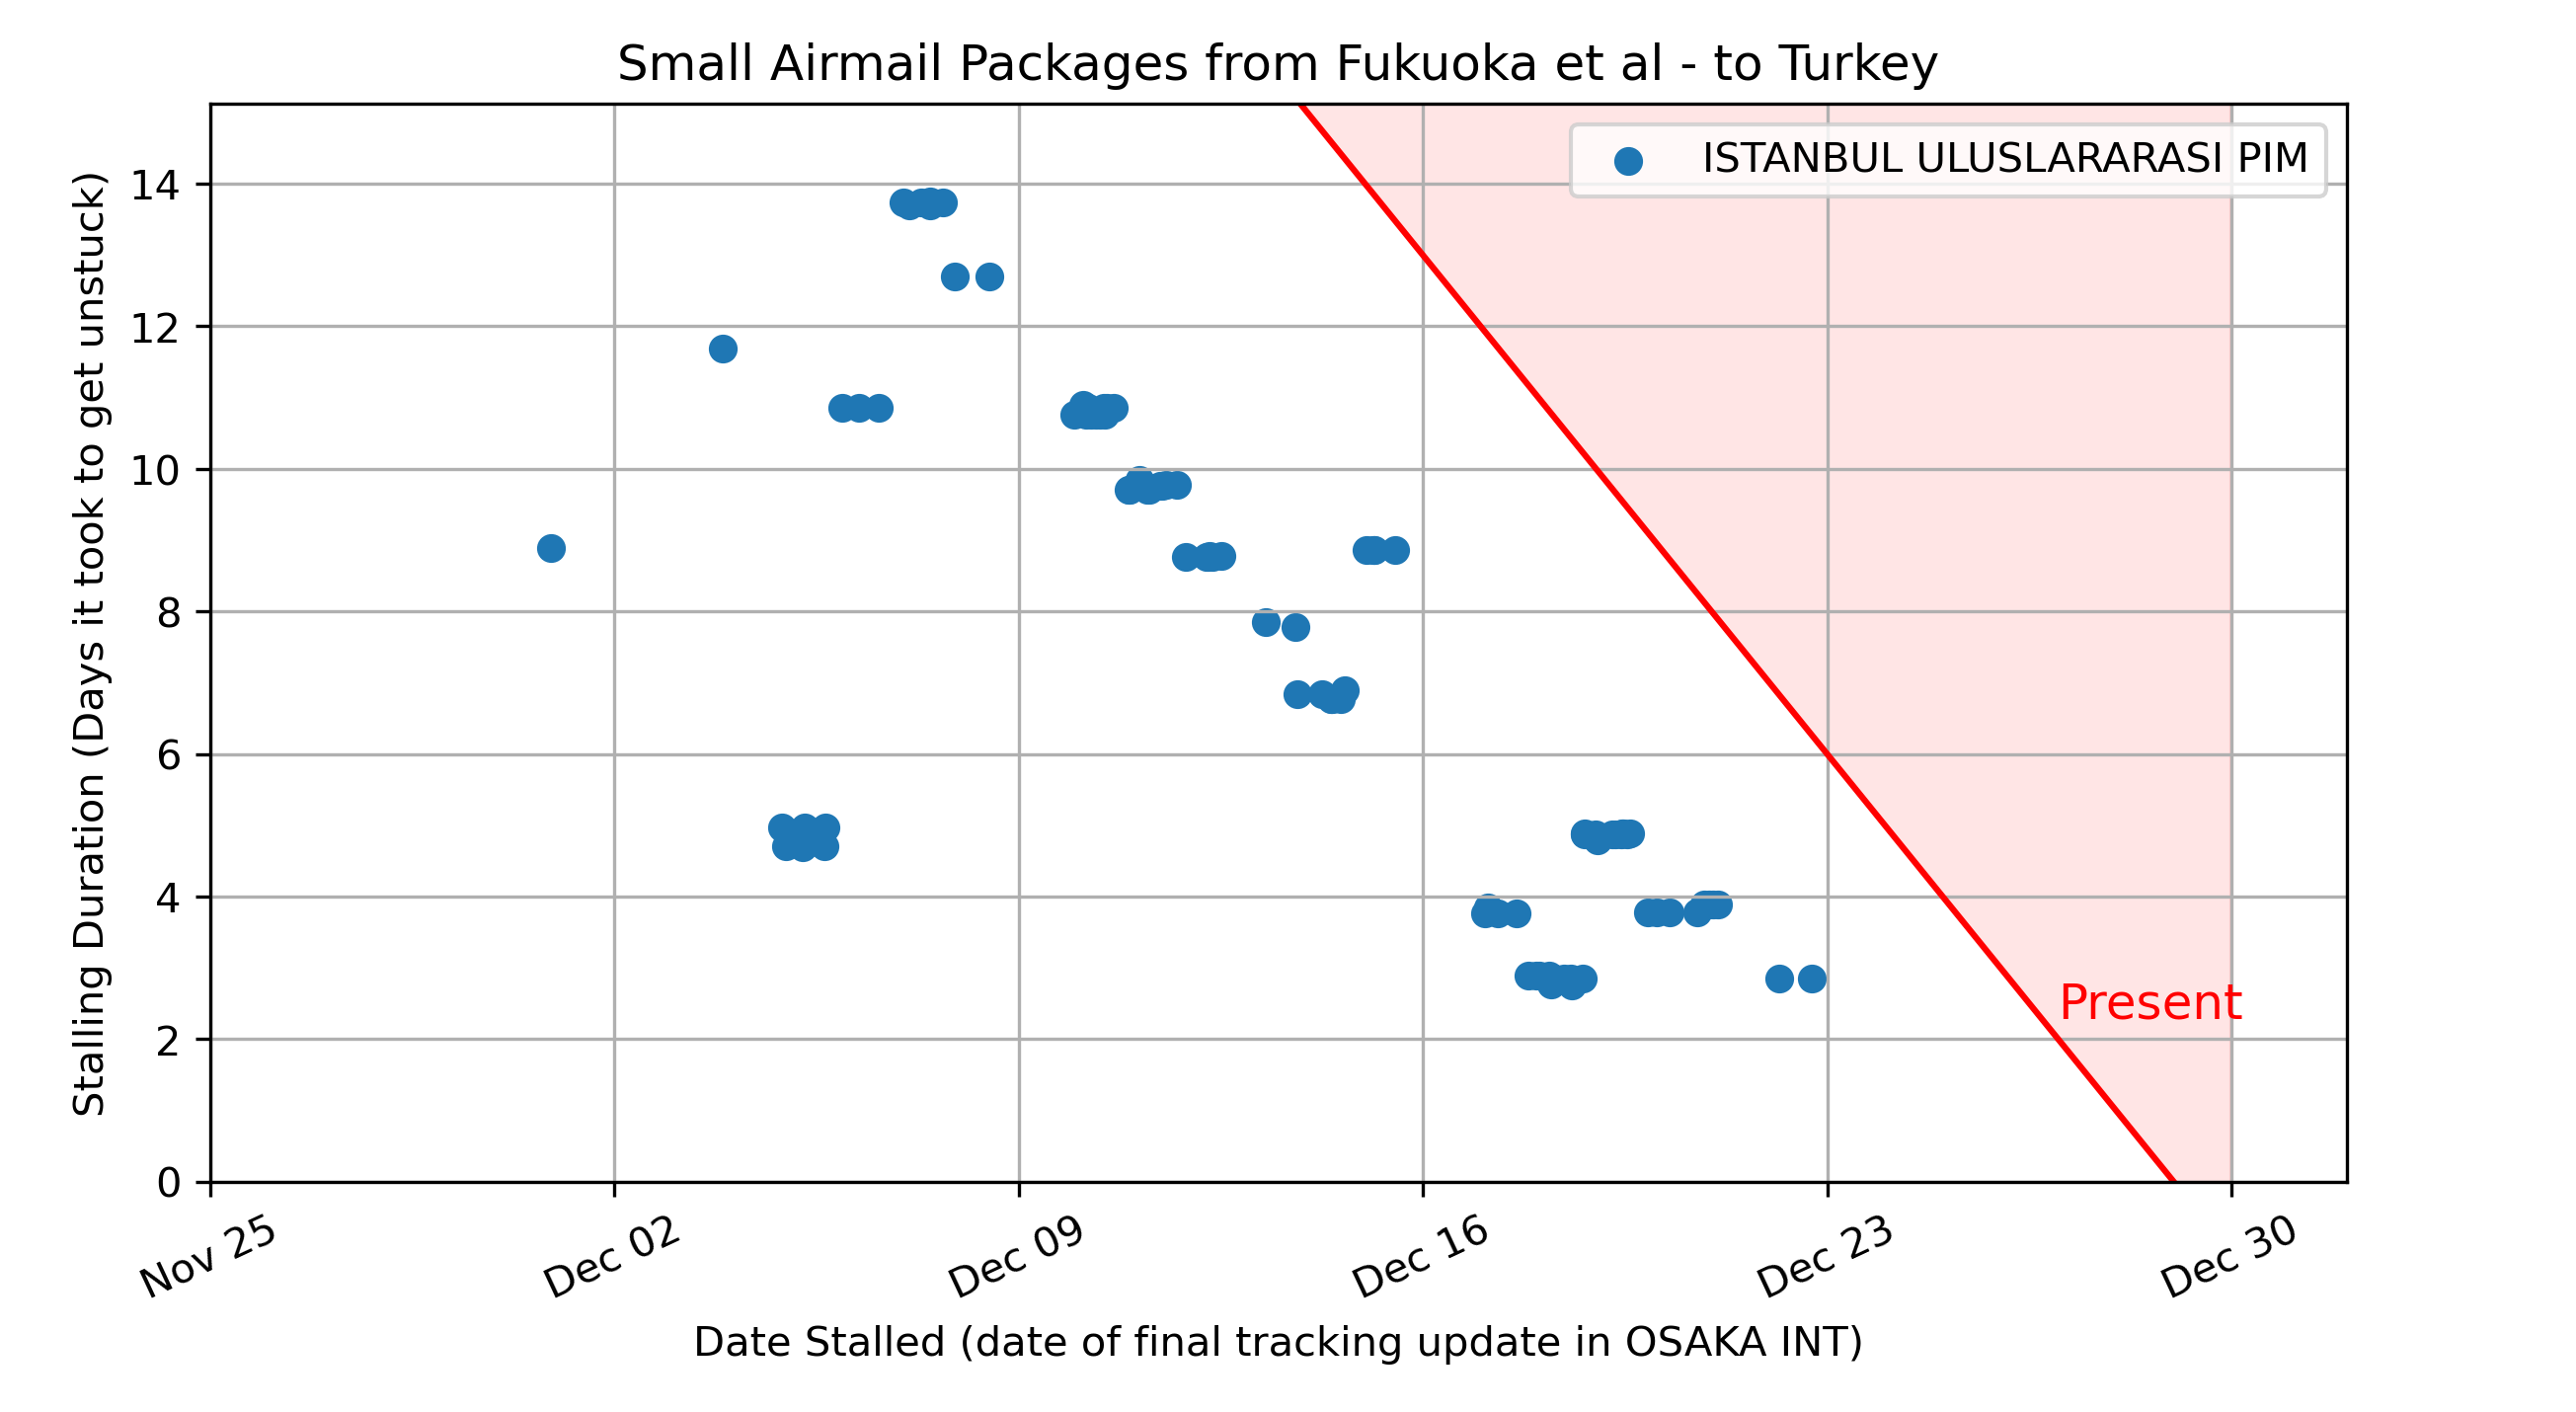 Small Airmail Packages from Fukuoka et al - to Turkey
ISTANBUL ULUSLARARASI PIM
Stalling Duration (Days it took to get unstuck)
14
12
10
8
6
4
2
0
Present
Nov 25
Dec 02
Dec 09
Dec 16
Dec 23
Dec 30
Date Stalled (date of final tracking update in OSAKA INT)